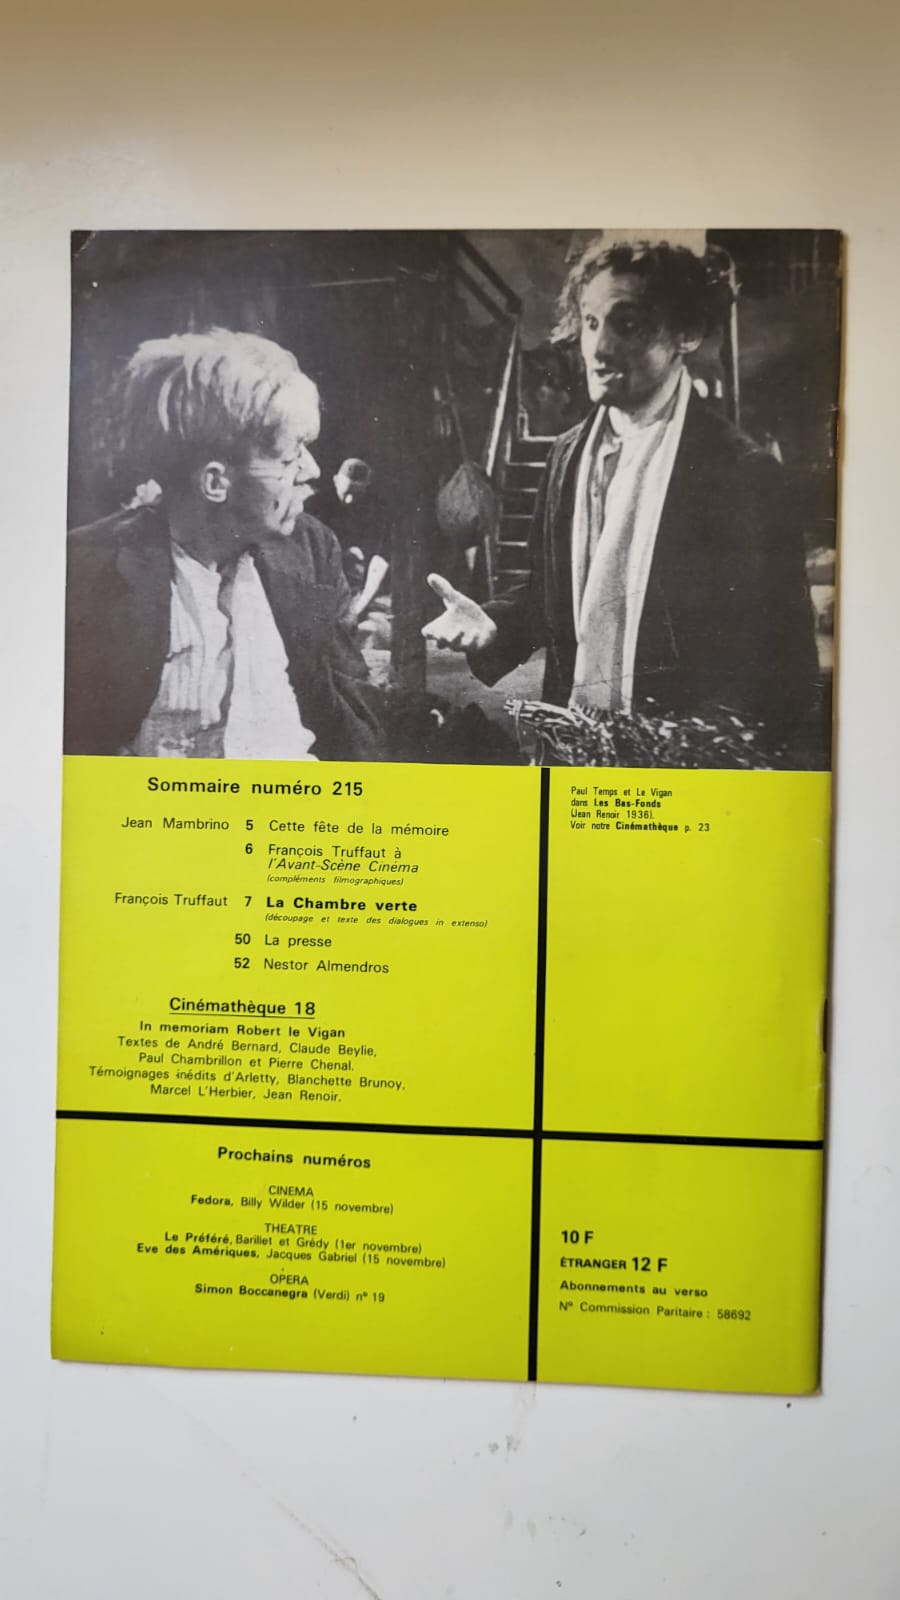 Sommaire numéro 215
Jean Mambrino 5 Cette fête de la mémoire
6 François Truffaut à
l'Avant-Scène Cinéma
(compléments filmographiques)
François Truffaut 7 La Chambre verte
(découpage et texte des dialogues in extenso)
50 La presse
52 Nestor Almendros
Cinémathèque 18
In memoriam Robert le Vigan
Textes de André Bernard, Claude Beylie,
Paul Chambrillon et Pierre Chenal.
Témoignages inédits d'Arletty, Blanchette Brunoy,
Marcel L'Herbier, Jean Renoir.
Paul Temps et Le Vigan
dans Les Bas-Fonds
(Jean Renoir 1936).
Voir notre Cinémathèque p. 23
Prochains numéros
CINEMA
Fedora, Billy Wilder (15 novembre)
THEATRE
Le Préféré, Barillet et Grédy (1er novembre)
Eve des Amériques, Jacques Gabriel (15 novembre)
OPERA
Simon Boccanegra (Verdi) nº 19
10 F
ÉTRANGER 12 F
Abonnements au verso
Nº Commission Paritaire : 58692